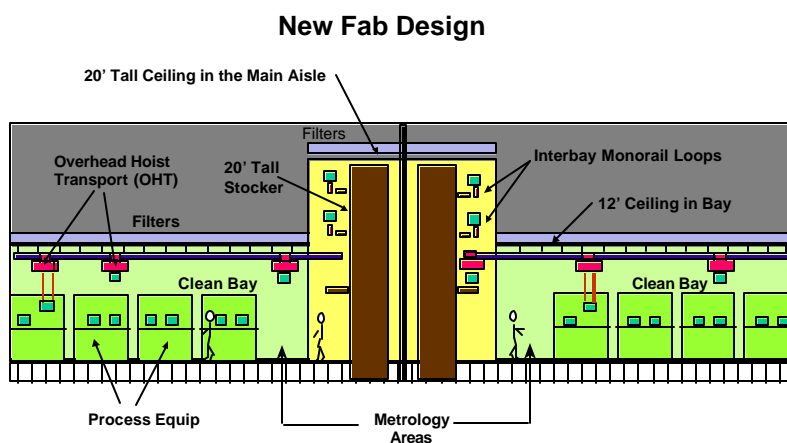 New Fab Design
20' Tall Ceiling in the Main Aisle
Filters
Overhead Hoist
Transport (OHT)
20' Tall
Stocker
Interbay Monorail Loops
12' Ceiling in Bay
Filters
Clean Bay
Clean Bay
Process Equip
Metrology
Areas